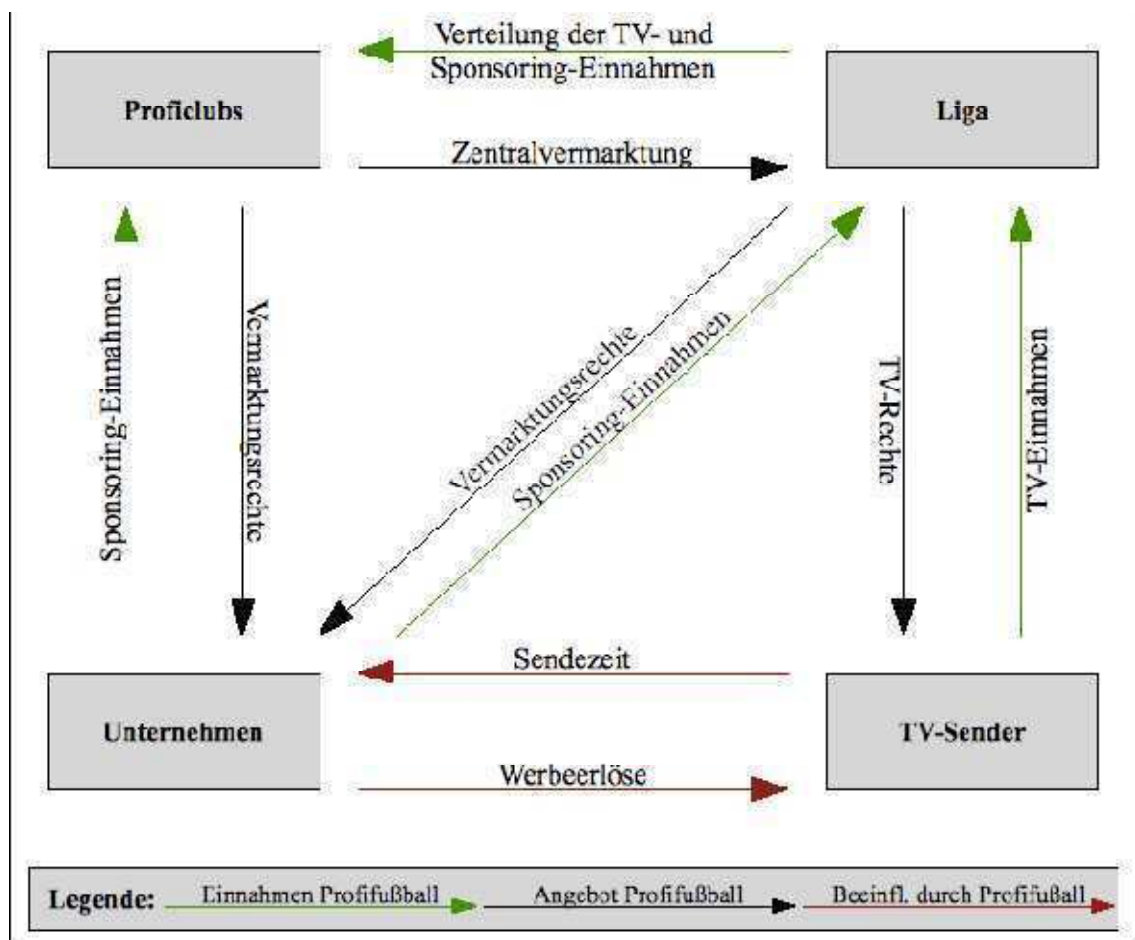 Verteilung der TV- und
Sponsoring-Einnahmen
Proficlubs
Liga
Zentralvermarktung
Sponsoring-Einnahmen
Vermarktungsrechte
Vermarktungsrechte
Sponsoring-Einnahmen
TV-Rechte
TV-Einnahmen
Sendezeit
Unternehmen
TV-Sender
Werbeerlöse
Legende:
Einnahmen Profifußball
Angebot Profifußball
Beeinfl. durch Profifußball